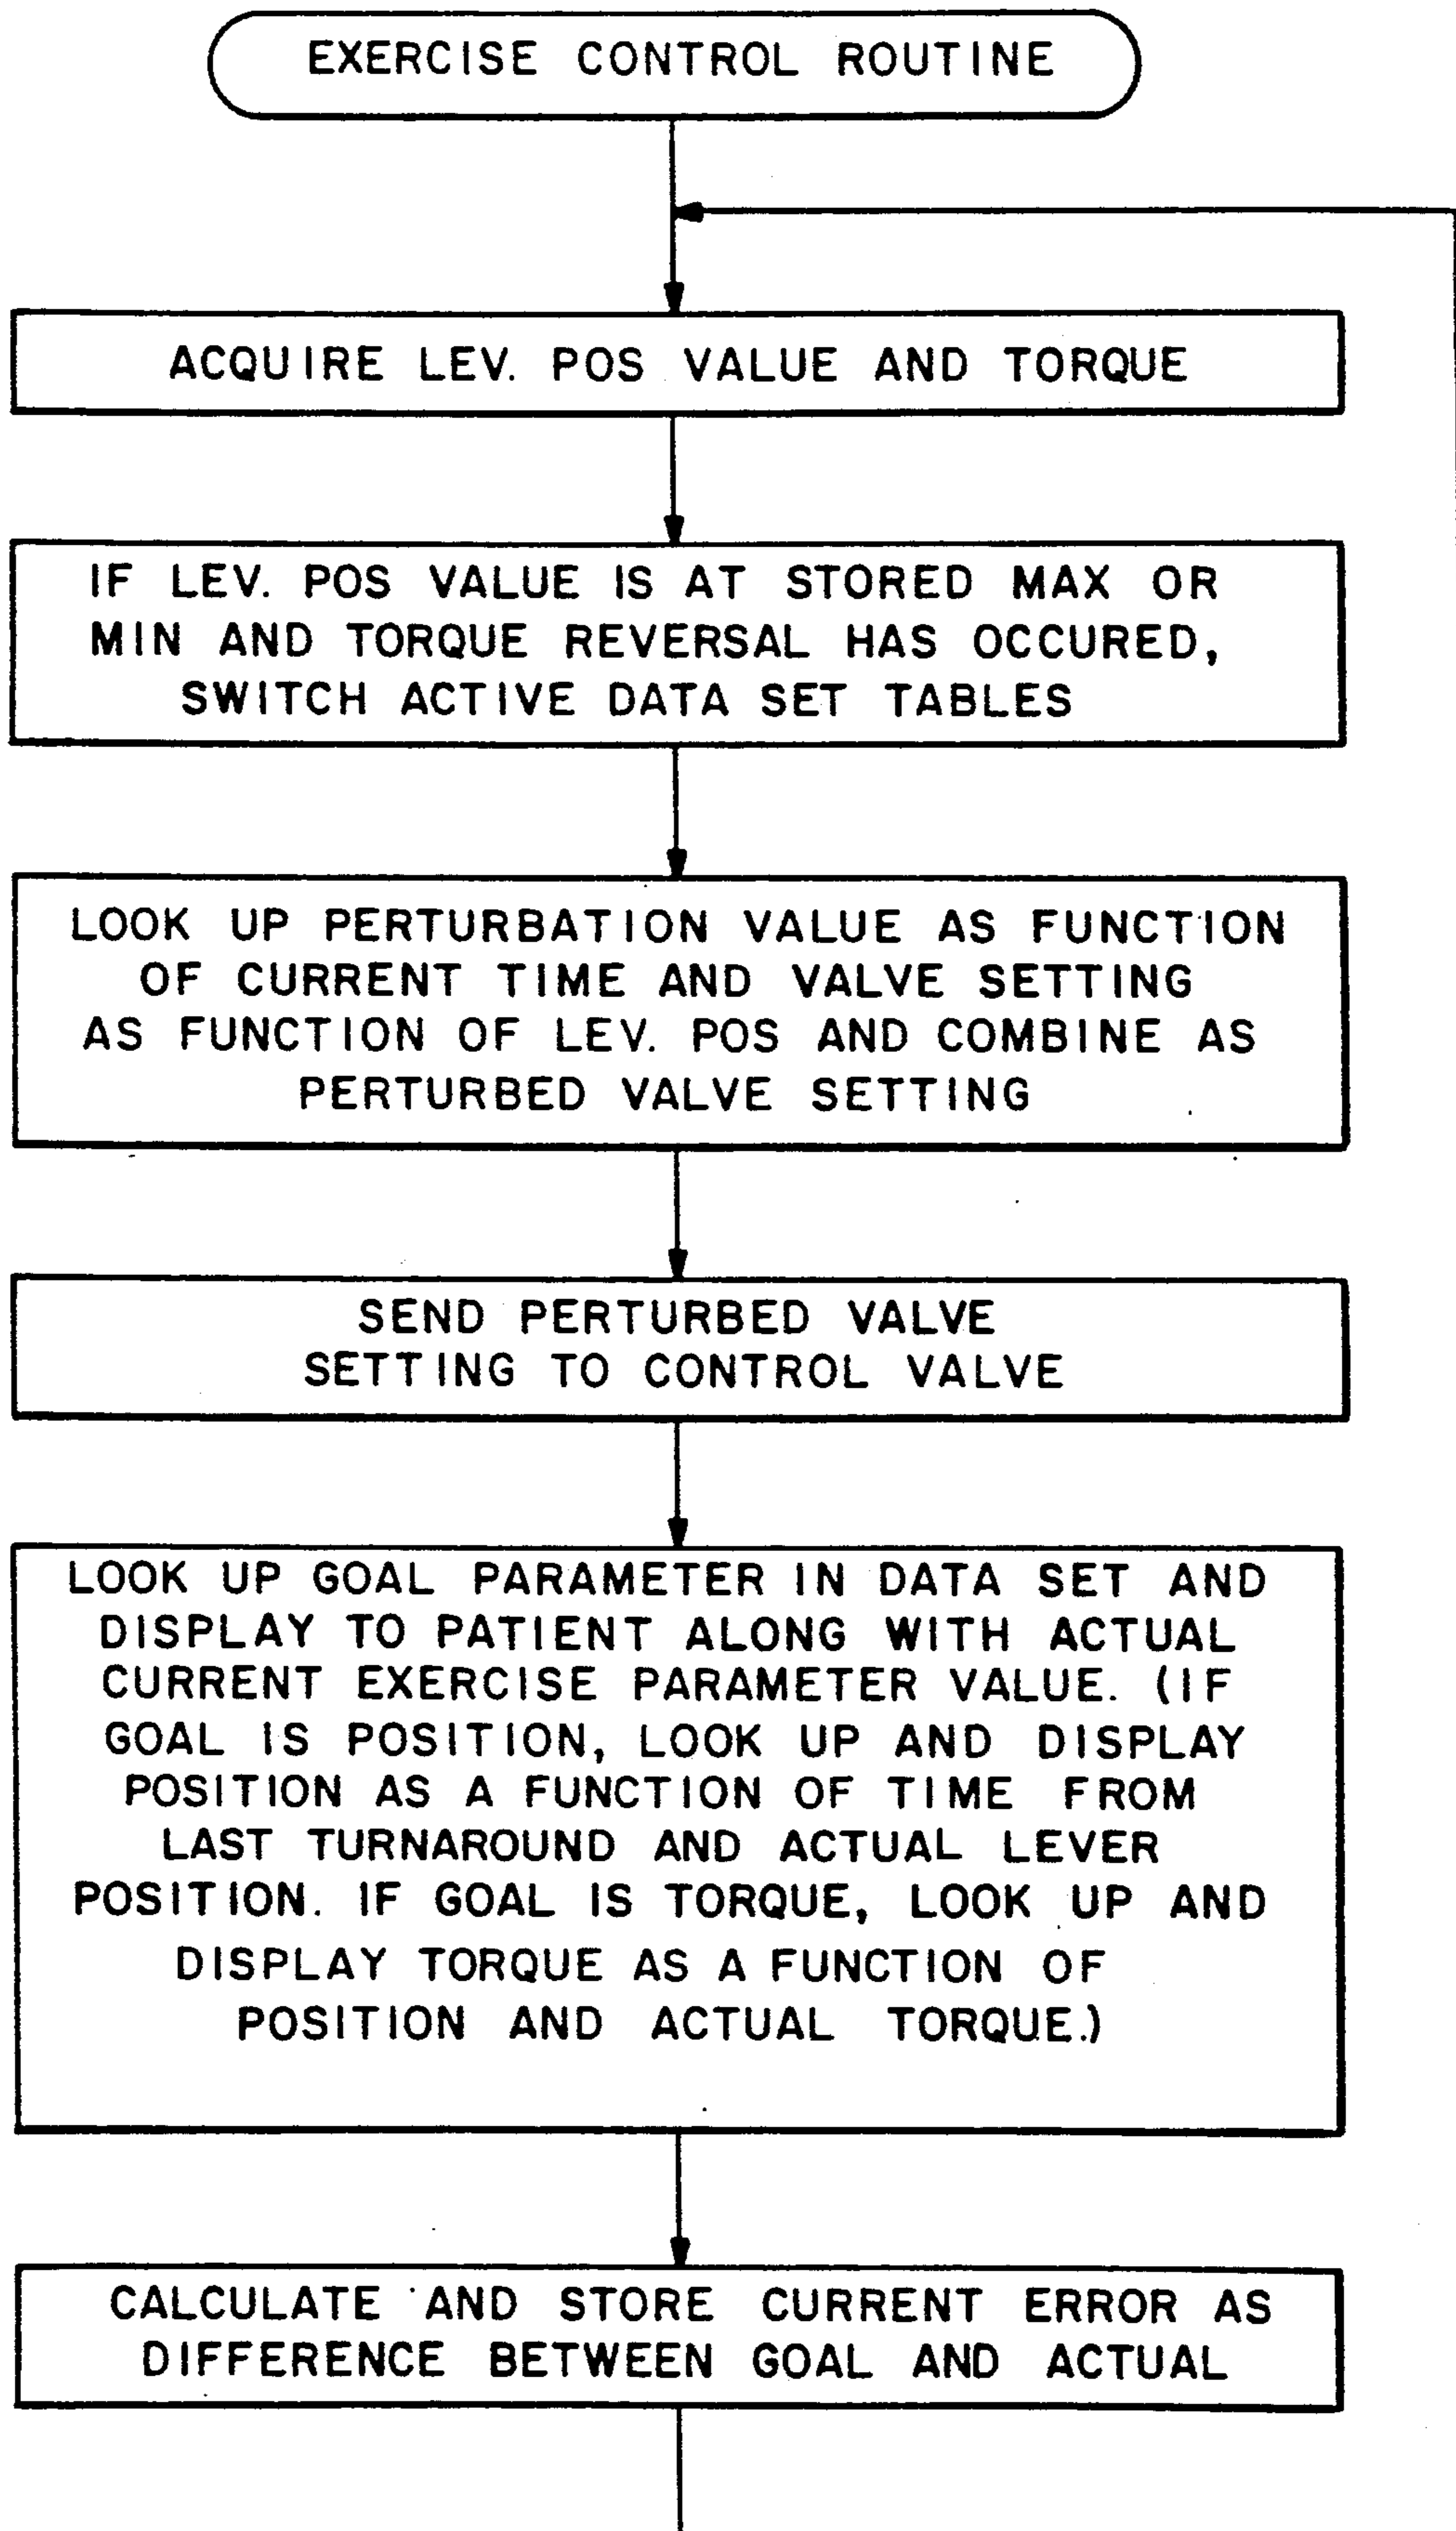 EXERCISE CONTROL ROUTINE
ACQUIRE LEV. POS VALUE AND TORQUE
IF LEV. POS VALUE IS AT STORED MAX OR
MIN AND TORQUE REVERSAL HAS OCCURED,
SWITCH ACTIVE DATA SET TABLES
LOOK UP PERTURBATION VALUE AS FUNCTION
OF CURRENT TIME AND VALVE SETTING
AS FUNCTION OF LEV. POS AND COMBINE AS
PERTURBED VALVE SETTING
SEND PERTURBED VALVE
SETTING TO CONTROL VALVE
LOOK UP GOAL PARAMETER IN DATA SET AND
DISPLAY TO PATIENT ALONG WITH ACTUAL
CURRENT EXERCISE PARAMETER VALUE. (IF
GOAL IS POSITION, LOOK UP AND DISPLAY
POSITION AS A FUNCTION OF TIME FROM
LAST TURNAROUND AND ACTUAL LEVER
POSITION. IF GOAL IS TORQUE, LOOK UP AND
DISPLAY TORQUE AS A FUNCTION OF
POSITION AND ACTUAL TORQUE.)
CALCULATE AND STORE CURRENT ERROR AS
DIFFERENCE BETWEEN GOAL AND ACTUAL